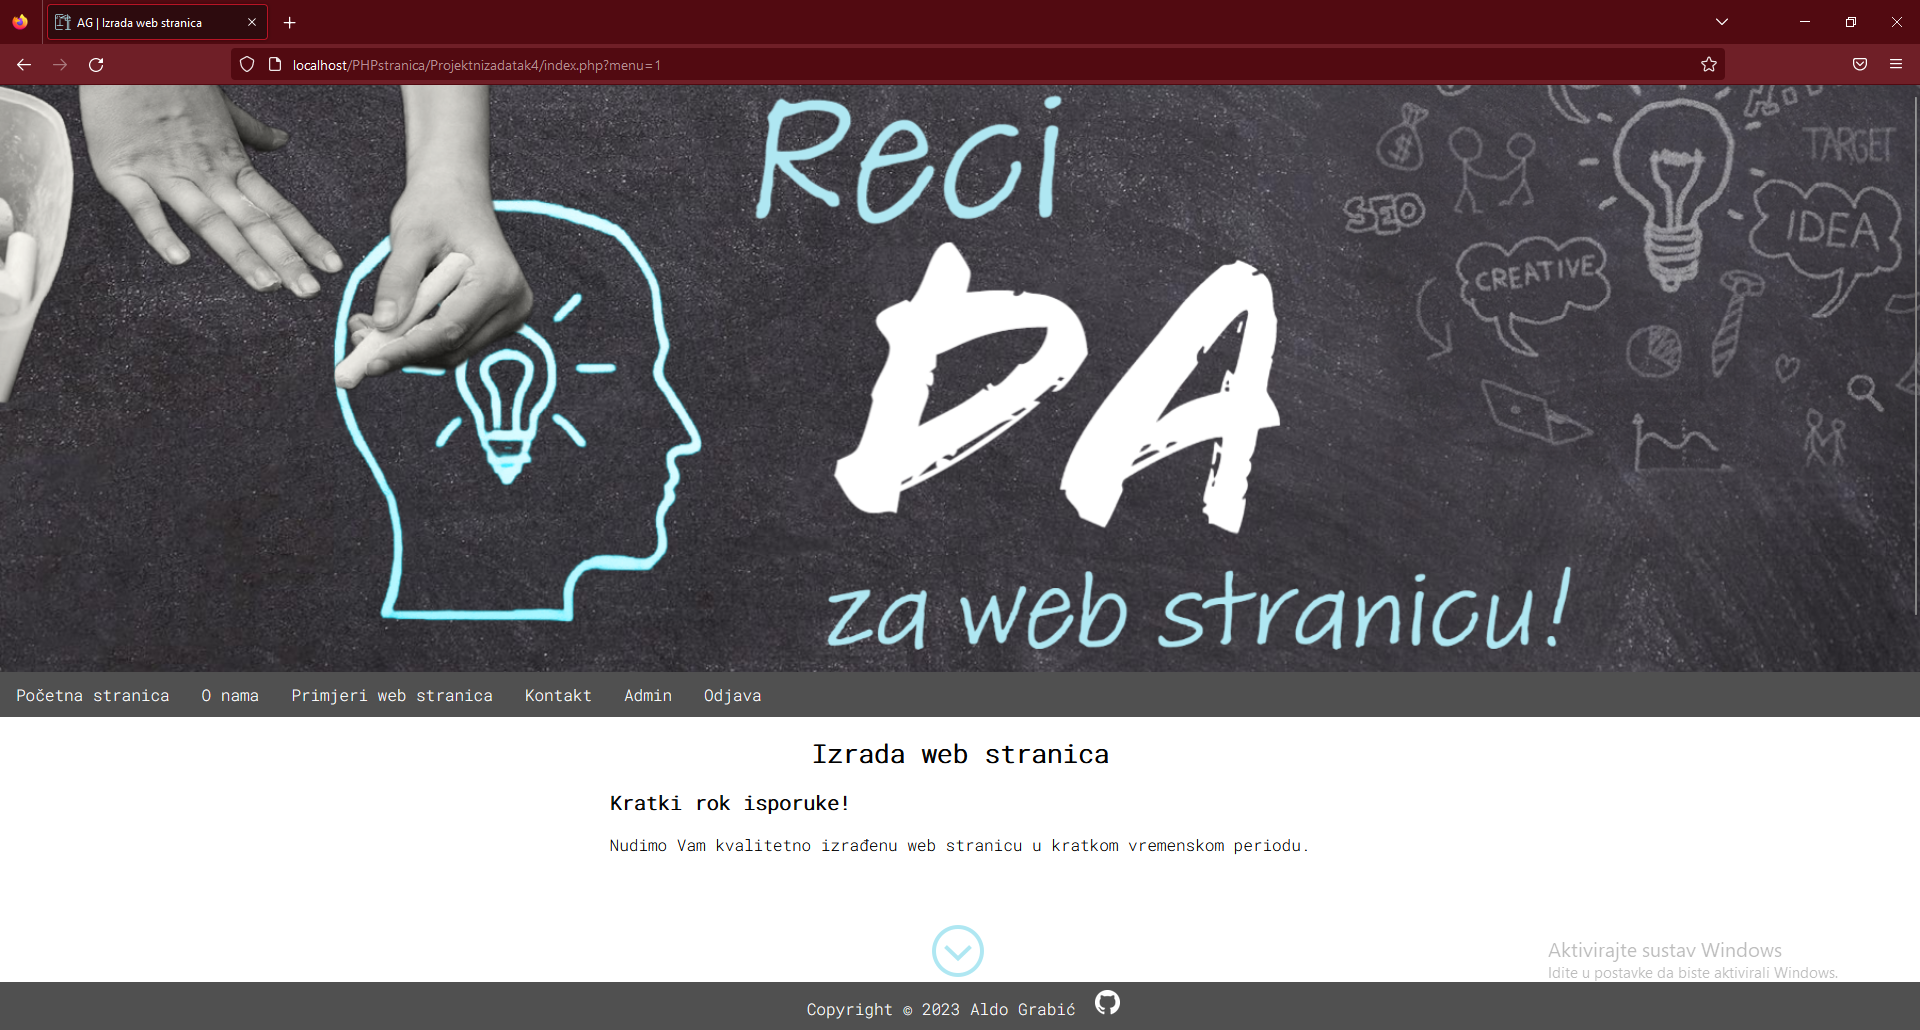 AG | Izrada web stranica
localhost/PHPstranica/Projektnizadatak4/index.php?menu=1
Reci
DA
za web stranicu!
TARGET
SEO
IDEA
CREATIVE
$
Početna stranica O nama Primjeri web stranica Kontakt Admin Odjava
Izrada web stranica
Kratki rok isporuke!
Nudimo Vam kvalitetno izrađenu web stranicu u kratkom vremenskom periodu.
Aktivirajte sustav Windows
Idite u postavke da biste aktivirali Windows.
Copyright © 2023 Aldo Grabić